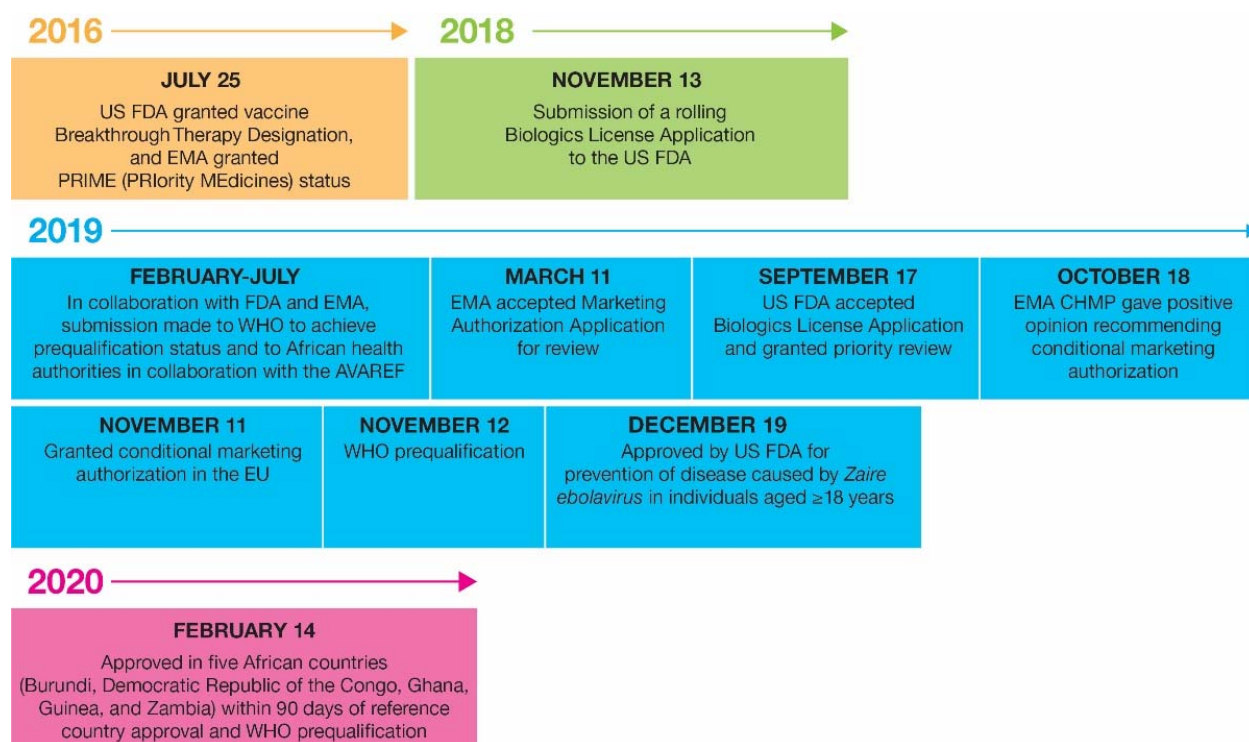 2016
JULY 25
US FDA granted vaccine
Breakthrough Therapy Designation,
and EMA granted
PRIME (PRIority MEdicines) status
2018
NOVEMBER 13
Submission of a rolling
Biologics License Application
to the US FDA
2019
FEBRUARY-JULY
In collaboration with FDA and EMA,
submission made to WHO to achieve
prequalification status and to African health
authorities in collaboration with the AVAREF
MARCH 11
EMA accepted Marketing
Authorization Application
for review
SEPTEMBER 17
US FDA accepted
Biologics License Application
and granted priority review
OCTOBER 18
EMA CHMP gave positive
opinion recommending
conditional marketing
authorization
NOVEMBER 11
Granted conditional marketing
authorization in the EU
NOVEMBER 12
WHO prequalification
DECEMBER 19
Approved by US FDA for
prevention of disease caused by Zaire
ebolavirus in individuals aged ≥18 years
2020
FEBRUARY 14
Approved in five African countries
(Burundi, Democratic Republic of the Congo, Ghana,
Guinea, and Zambia) within 90 days of reference
country approval and WHO prequalification